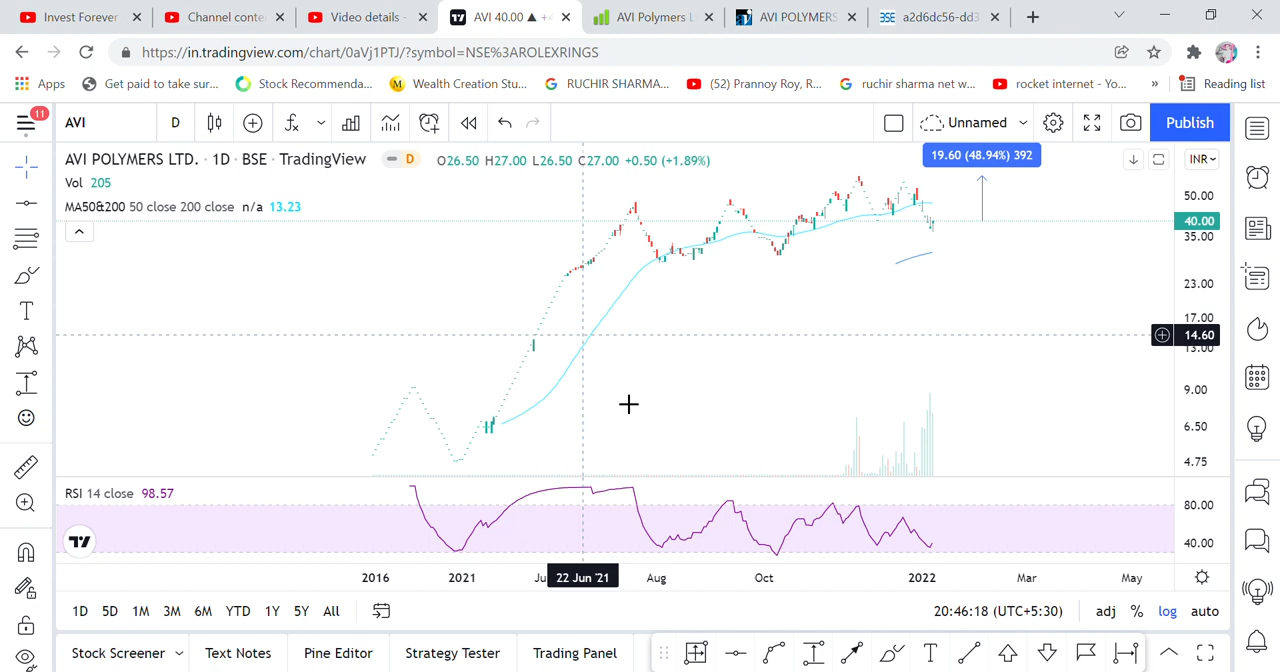 Invest Forever
Channel conte
Video details -
AVI 40.00 ▲ +4
AVI Polymers L
AVI POLYMERS
BSE a2d6dc56-dd3
https://in.tradingview.com/chart/0aVj1PTJ/?symbol=NSE%3AROLEXRINGS
Apps
Get paid to take sur...
Stock Recommenda...
M Wealth Creation Stu...
G RUCHIR SHARMA...
(52) Prannoy Roy, R...
G ruchir sharma net w...
rocket internet - Yo...
»
Reading list
11
AVI
D
Unnamed
Publish
AVI POLYMERS LTD. · 1D · BSE · TradingView
D
O26.50 H27.00 L26.50 C27.00 +0.50 (+1.89%)
19.60 (48.94%) 392
INR
Vol 205
MA50&200 50 close 200 close n/a 13.23
50.00
40.00
35.00
23.00
17.00
14.60
13.00
9.00
6.50
4.75
RSI 14 close 98.57
80.00
40.00
2016
2021
Ju
22 Jun '21
Aug
Oct
2022
Mar
May
1D 5D 1M 3M 6M YTD 1Y 5Y All
20:46:18 (UTC+5:30)
adj % log auto
Stock Screener
Text Notes
Pine Editor
Strategy Tester
Trading Panel